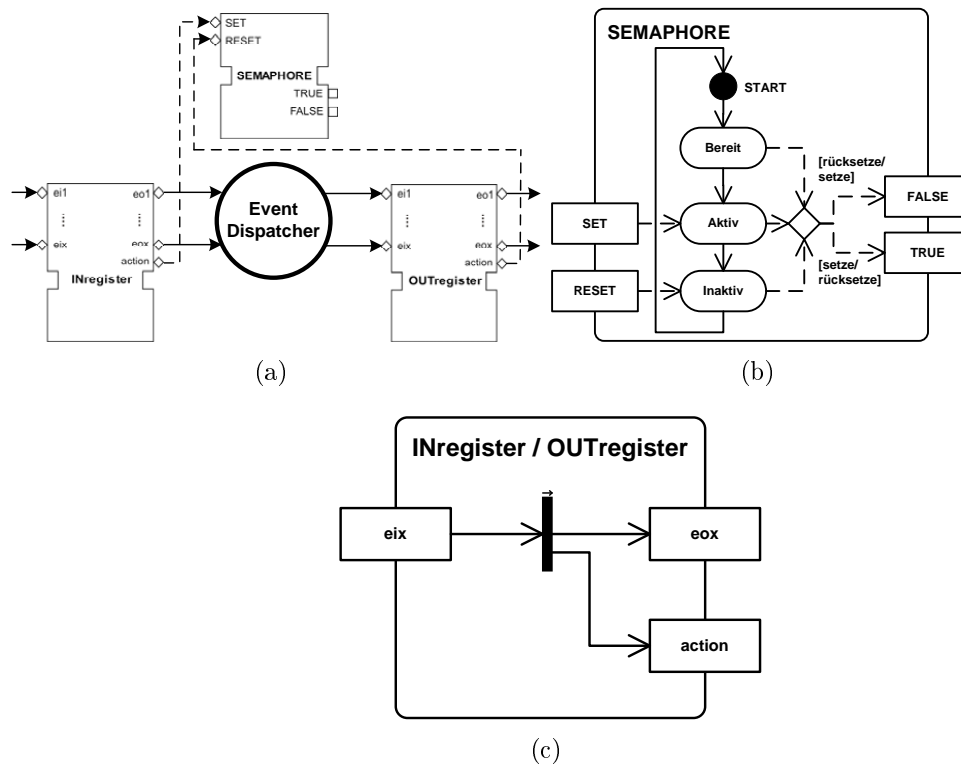 SET
RESET
SEMAPHORE
TRUE
FALSE
ei1
eix
eo1
eox
action
INregister
Event
Dispatcher
ei1
eix
eo1
eox
action
OUTregister
(a)
SEMAPHORE
START
Bereit
[rücksetze/
setze]
FALSE
SET
Aktiv
TRUE
[setze/
rücksetze]
RESET
Inaktiv
(b)
INregister / OUTregister
eix
eox
action
(c)